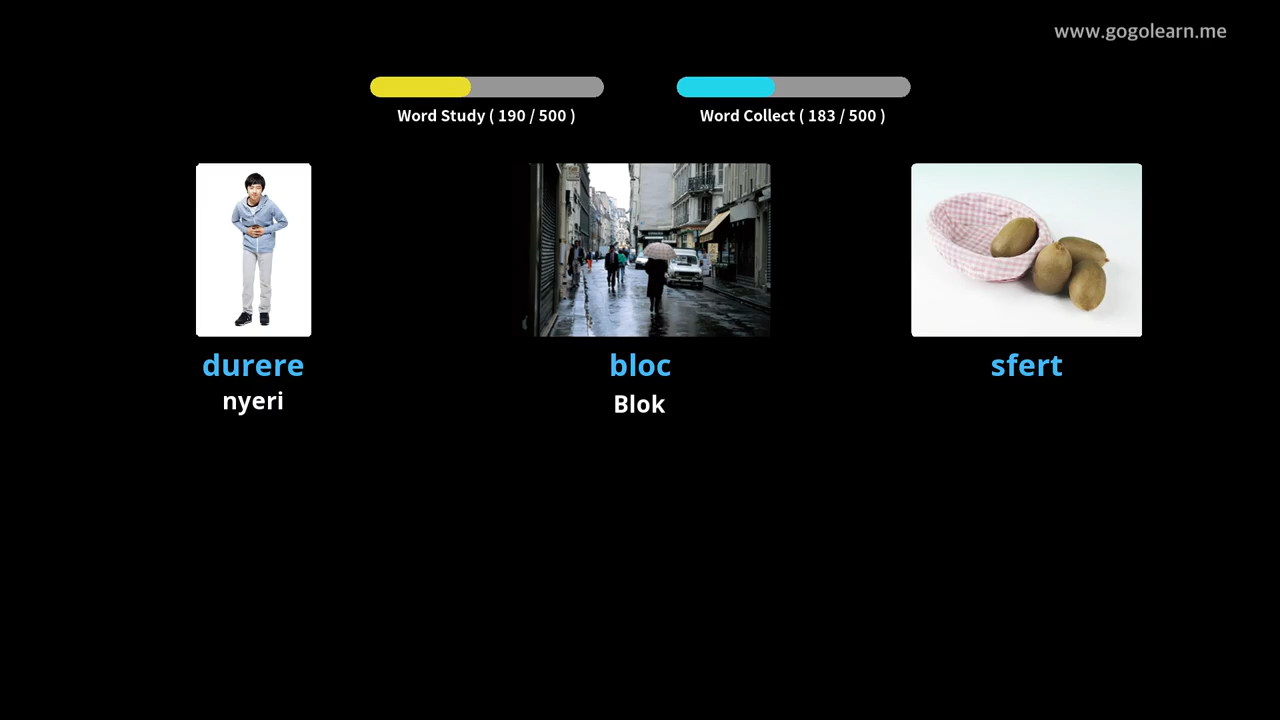 www.gogolearn.me
Word Study ( 190 / 500 )
Word Collect ( 183 / 500 )
durere
nyeri
bloc
Blok
sfert